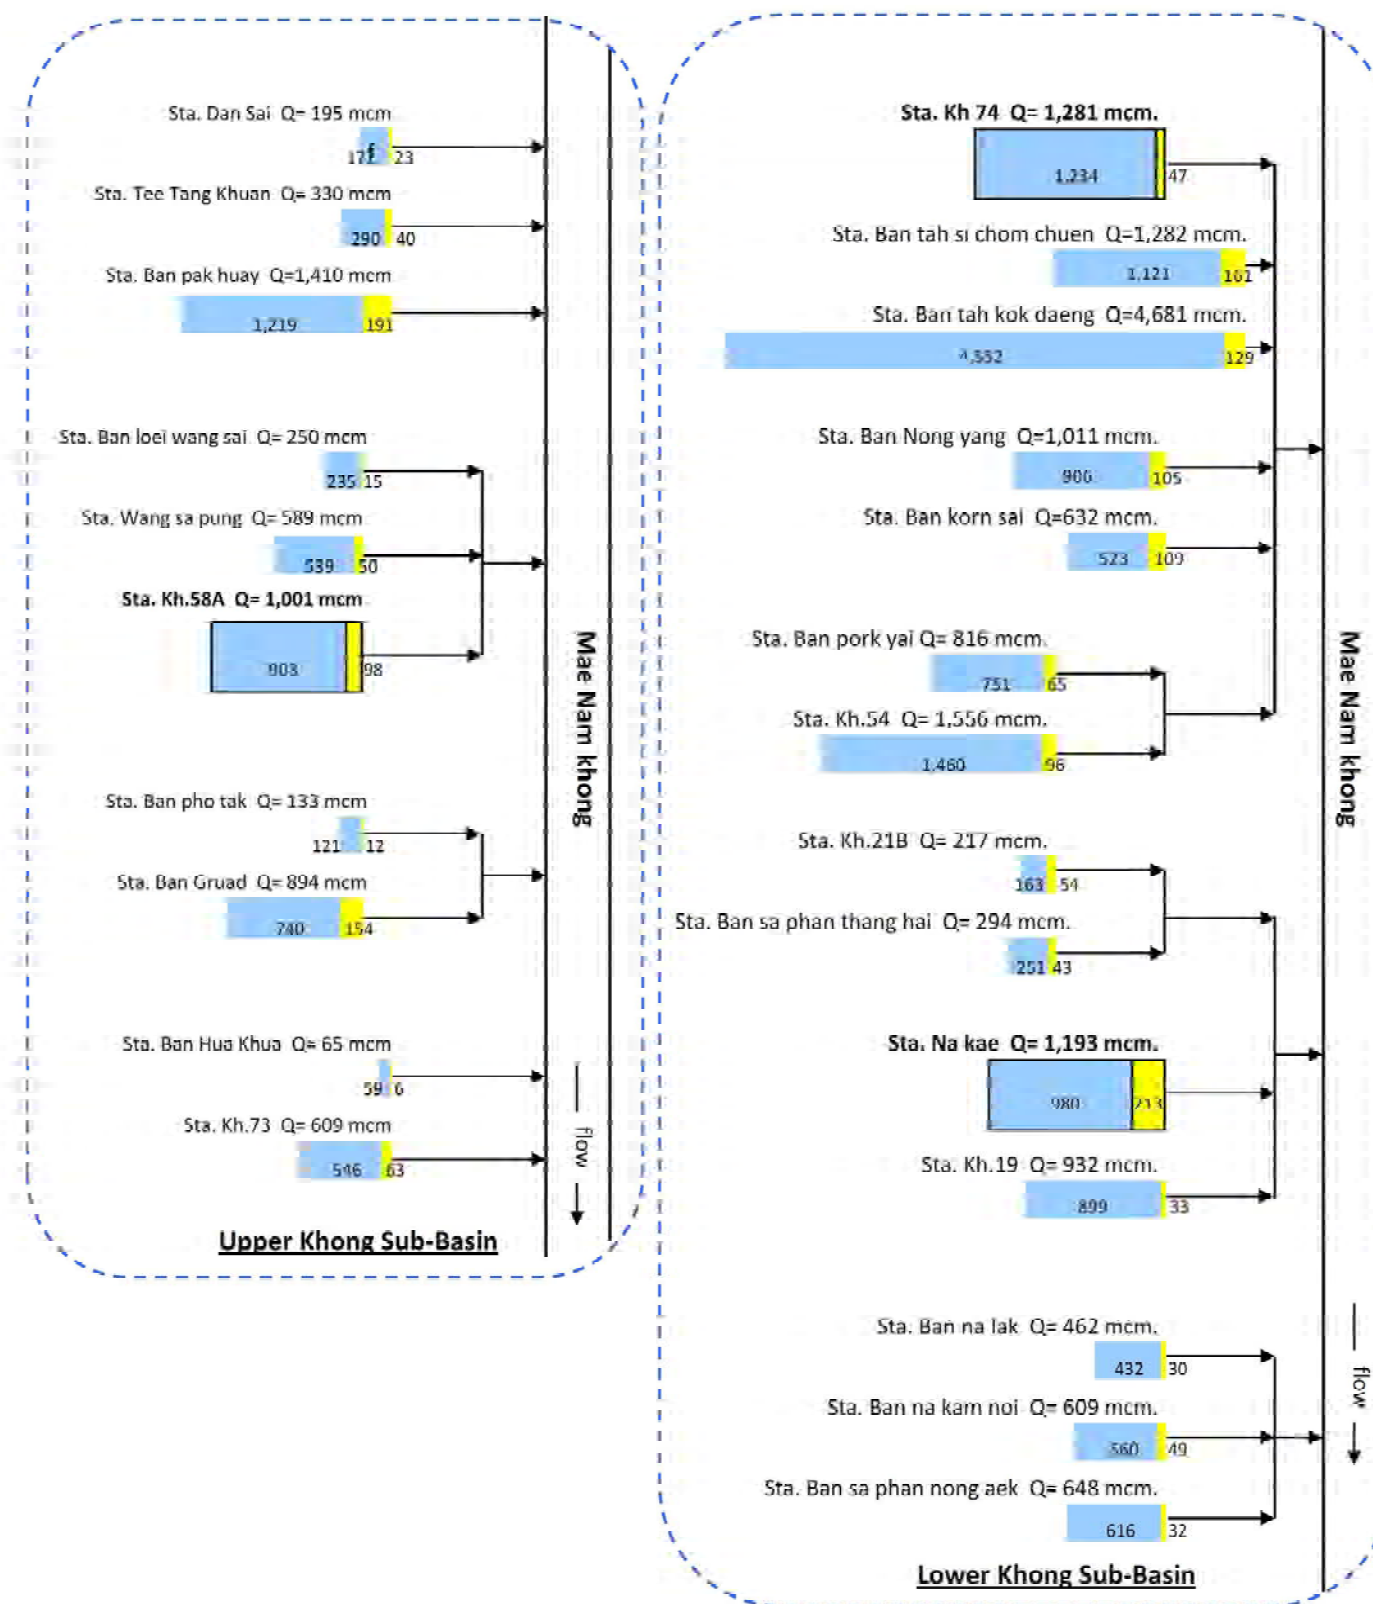 Sta. Dan Sai Q= 195 mcm
23
Sta. Tee Tang Khuan Q= 330 mcm
290 40
Sta. Ban pak huay Q=1,410 mcm
1,219 191
Sta. Ban loei wang sai Q= 250 mcm
235 15
Sta. Wang sa pung Q= 589 mcm
539 50
Sta. Kh.58A Q= 1,001 mcm
903 98
Sta. Ban pho tak Q= 133 mcm
121 12
Sta. Ban Gruad Q= 894 mcm
740 154
Sta. Ban Hua Khua Q= 65 mcm
59 6
Sta. Kh.73 Q= 609 mcm
546 63
Mae Nam khong
flow
Upper Khong Sub-Basin
Sta. Kh 74 Q= 1,281 mcm.
1,234 47
Sta. Ban tah si chom chuen Q=1,282 mcm.
1,121 161
Sta. Ban tah kok daeng Q=4,681 mcm.
4,552 129
Sta. Ban Nong yang Q=1,011 mcm.
906 105
Sta. Ban korn sai Q=632 mcm.
523 109
Sta. Ban pork yai Q= 816 mcm.
751 65
Sta. Kh.54 Q= 1,556 mcm.
1,460 96
Sta. Kh.21B Q= 217 mcm.
163 54
Sta. Ban sa phan thang hai Q= 294 mcm.
251 43
Sta. Na kae Q= 1,193 mcm.
980 213
Sta. Kh.19 Q= 932 mcm.
899 33
Sta. Ban na lak Q= 462 mcm.
432 30
Sta. Ban na kam noi Q= 609 mcm.
560 49
Sta. Ban sa phan nong aek Q= 648 mcm.
616 32
Mae Nam khong
flow
Lower Khong Sub-Basin